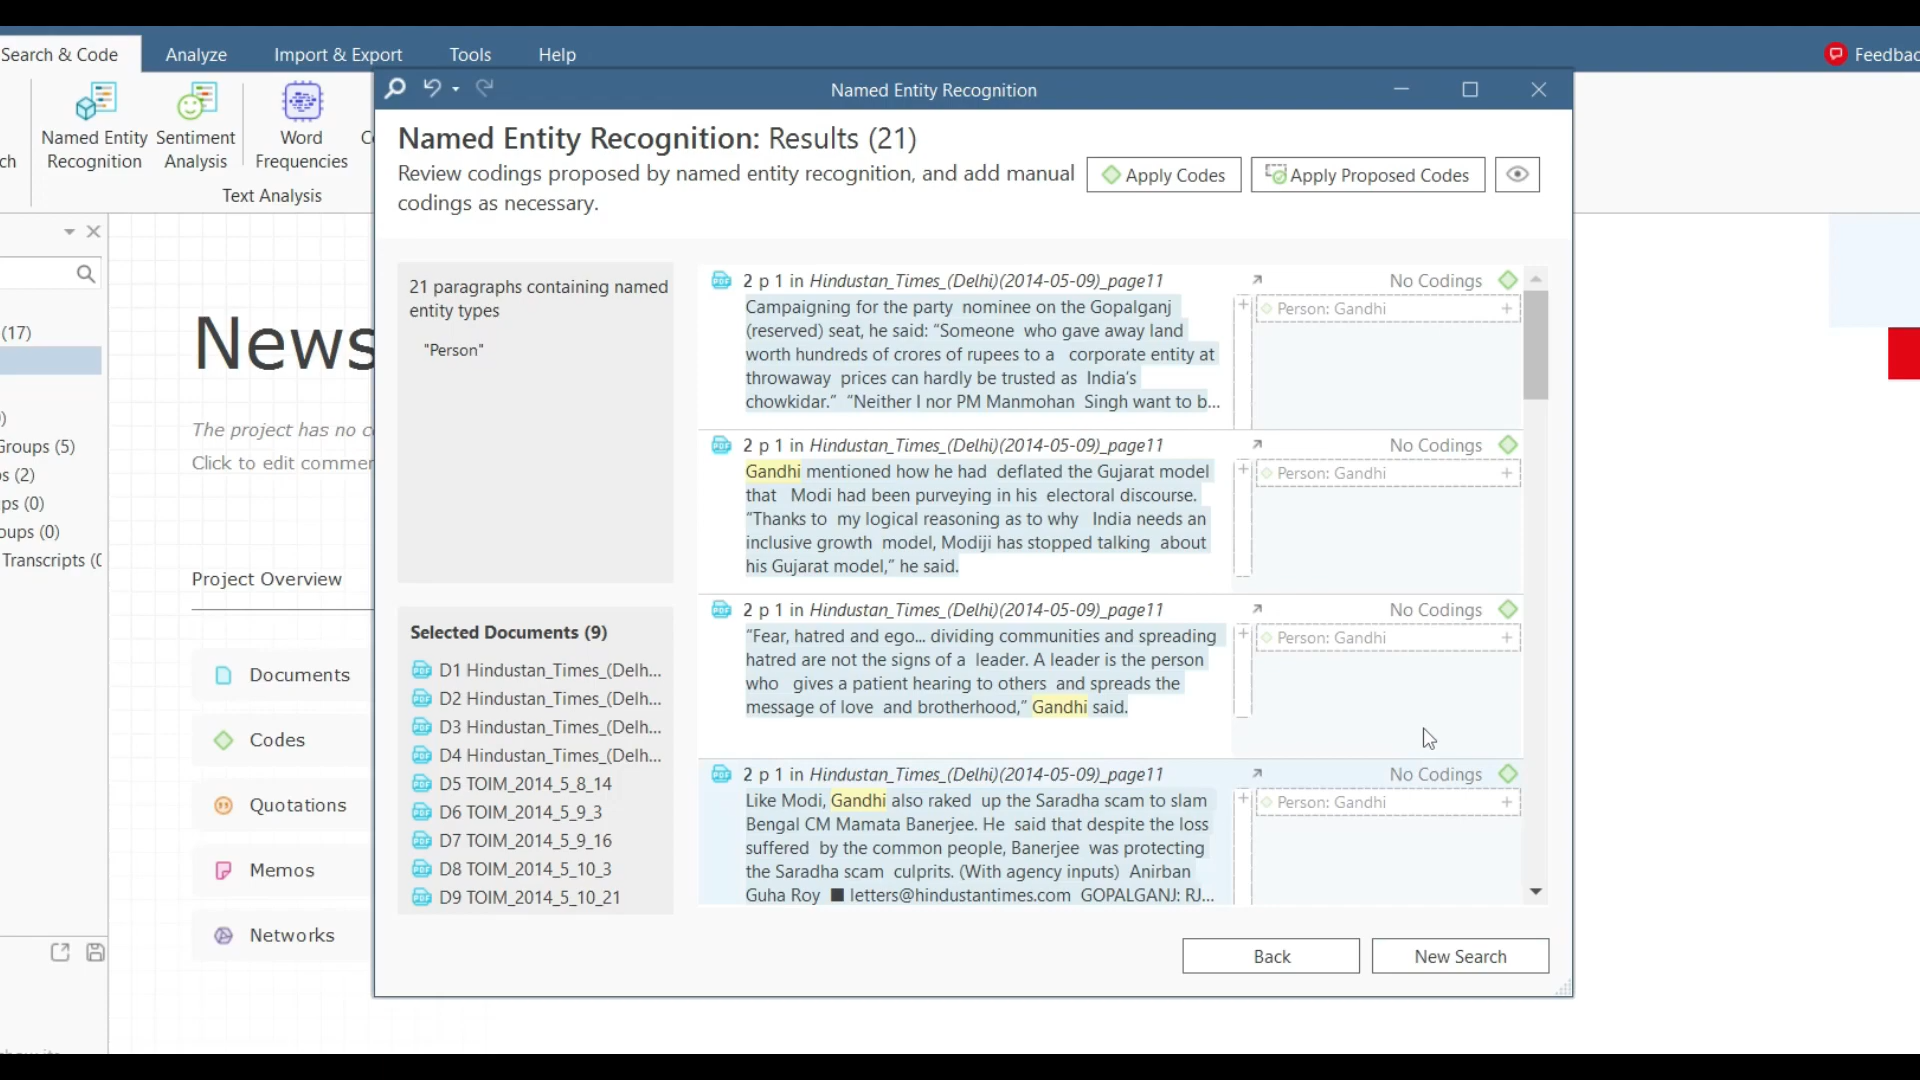 Search & Code
Analyze
Import & Export
Tools
Help
Named Entity
Recognition
Sentiment
Analysis
Word
Frequencies
Text Analysis
(17)
Groups (5)
(2)
(0)
(0)
Transcripts
News
The project has no
Click to edit
Project Overview
Documents
Codes
Quotations
Memos
Networks
Named Entity Recognition
Named Entity Recognition: Results (21)
Review codings proposed by named entity recognition, and add manual
codings as necessary.
Apply Codes
Apply Proposed Codes
21 paragraphs containing named
entity types
"Person"
Selected Documents (9)
D1 Hindustan_Times_(Delh...
D2 Hindustan_Times_(Delh...
D3 Hindustan_Times_(Delh...
D4 Hindustan_Times_(Delh...
D5 TOIM_2014_5_8_14
D6 TOIM_2014_5_9_3
D7 TOIM_2014_5_9_16
D8 TOIM_2014_5_10_3
D9 TOIM_2014_5_10_21
2 p 1 in Hindustan_Times_(Delhi)(2014-05-09)_page11
No Codings
Campaigning for the party nominee on the Gopalganj
(reserved) seat, he said: “Someone who gave away land
worth hundreds of crores of rupees to a corporate entity at
throwaway prices can hardly be trusted as India’s
chowkidar.” “Neither I nor PM Manmohan Singh want to b...
Person: Gandhi
2 p 1 in Hindustan_Times_(Delhi)(2014-05-09)_page11
No Codings
Gandhi mentioned how he had deflated the Gujarat model
that Modi had been purveying in his electoral discourse.
“Thanks to my logical reasoning as to why India needs an
inclusive growth model, Modiji has stopped talking about
his Gujarat model,” he said.
Person: Gandhi
2 p 1 in Hindustan_Times_(Delhi)(2014-05-09)_page11
No Codings
“Fear, hatred and ego... dividing communities and spreading
hatred are not the signs of a leader. A leader is the person
who gives a patient hearing to others and spreads the
message of love and brotherhood,” Gandhi said.
Person: Gandhi
2 p 1 in Hindustan_Times_(Delhi)(2014-05-09)_page11
No Codings
Like Modi, Gandhi also raked up the Saradha scam to slam
Bengal CM Mamata Banerjee. He said that despite the loss
suffered by the common people, Banerjee was protecting
the Saradha scam culprits. (With agency inputs) Anirban
Guha Roy ■ letters@hindustantimes.com GOPALGANJ: RJ...
Person: Gandhi
Back
New Search